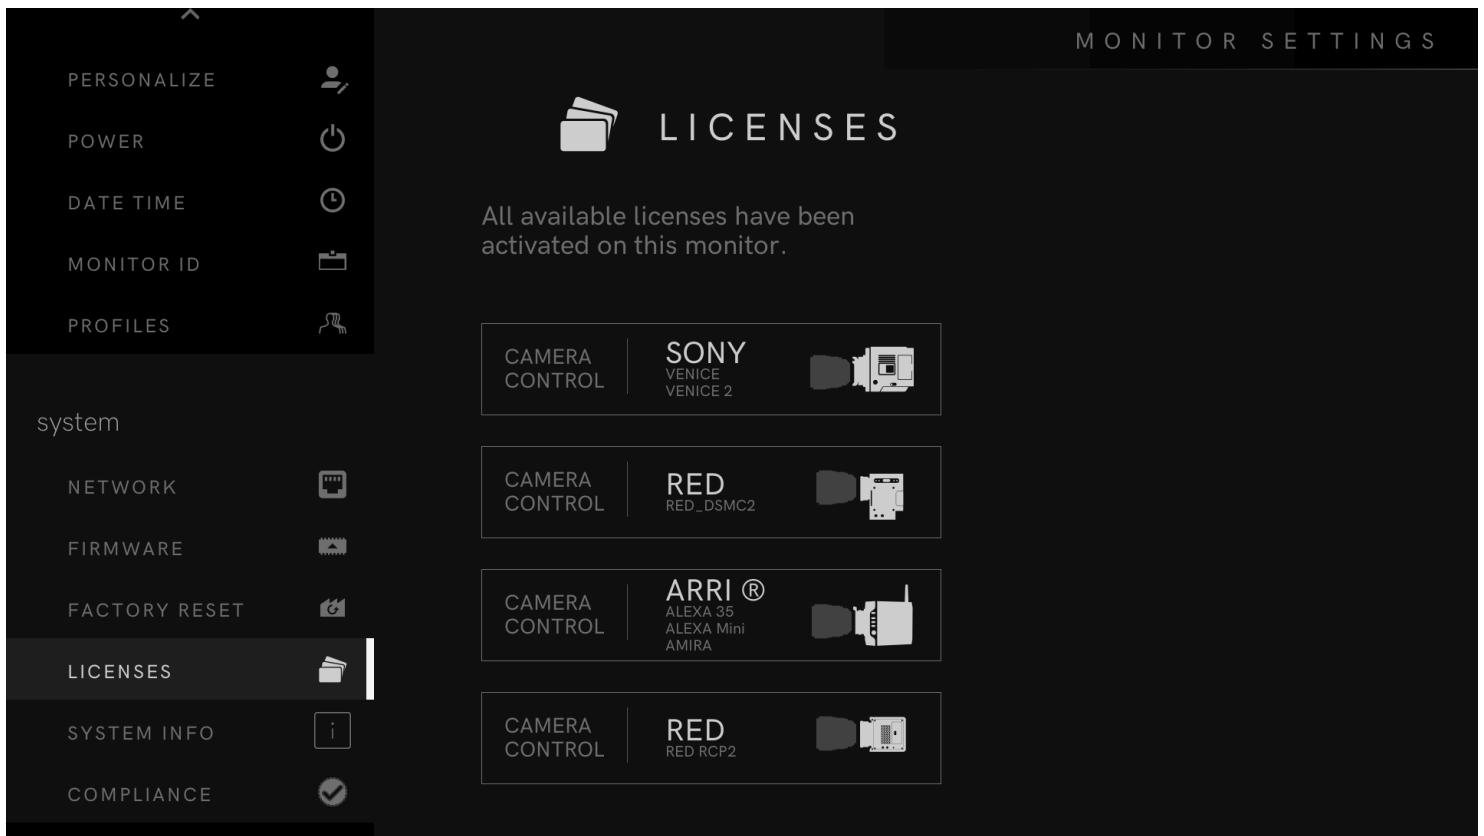 MONITOR SETTINGS
PERSONALIZE
POWER
DATE TIME
MONITOR ID
PROFILES
system
NETWORK
FIRMWARE
FACTORY RESET
LICENSES
SYSTEM INFO
i
COMPLIANCE
LICENSES
All available licenses have been
activated on this monitor.
CAMERA
CONTROL
SONY
VENICE
VENICE 2
CAMERA
CONTROL
RED
RED_DSMC2
CAMERA
CONTROL
ARRI ®
ALEXA 35
ALEXA Mini
AMIRA
CAMERA
CONTROL
RED
RED RCP2